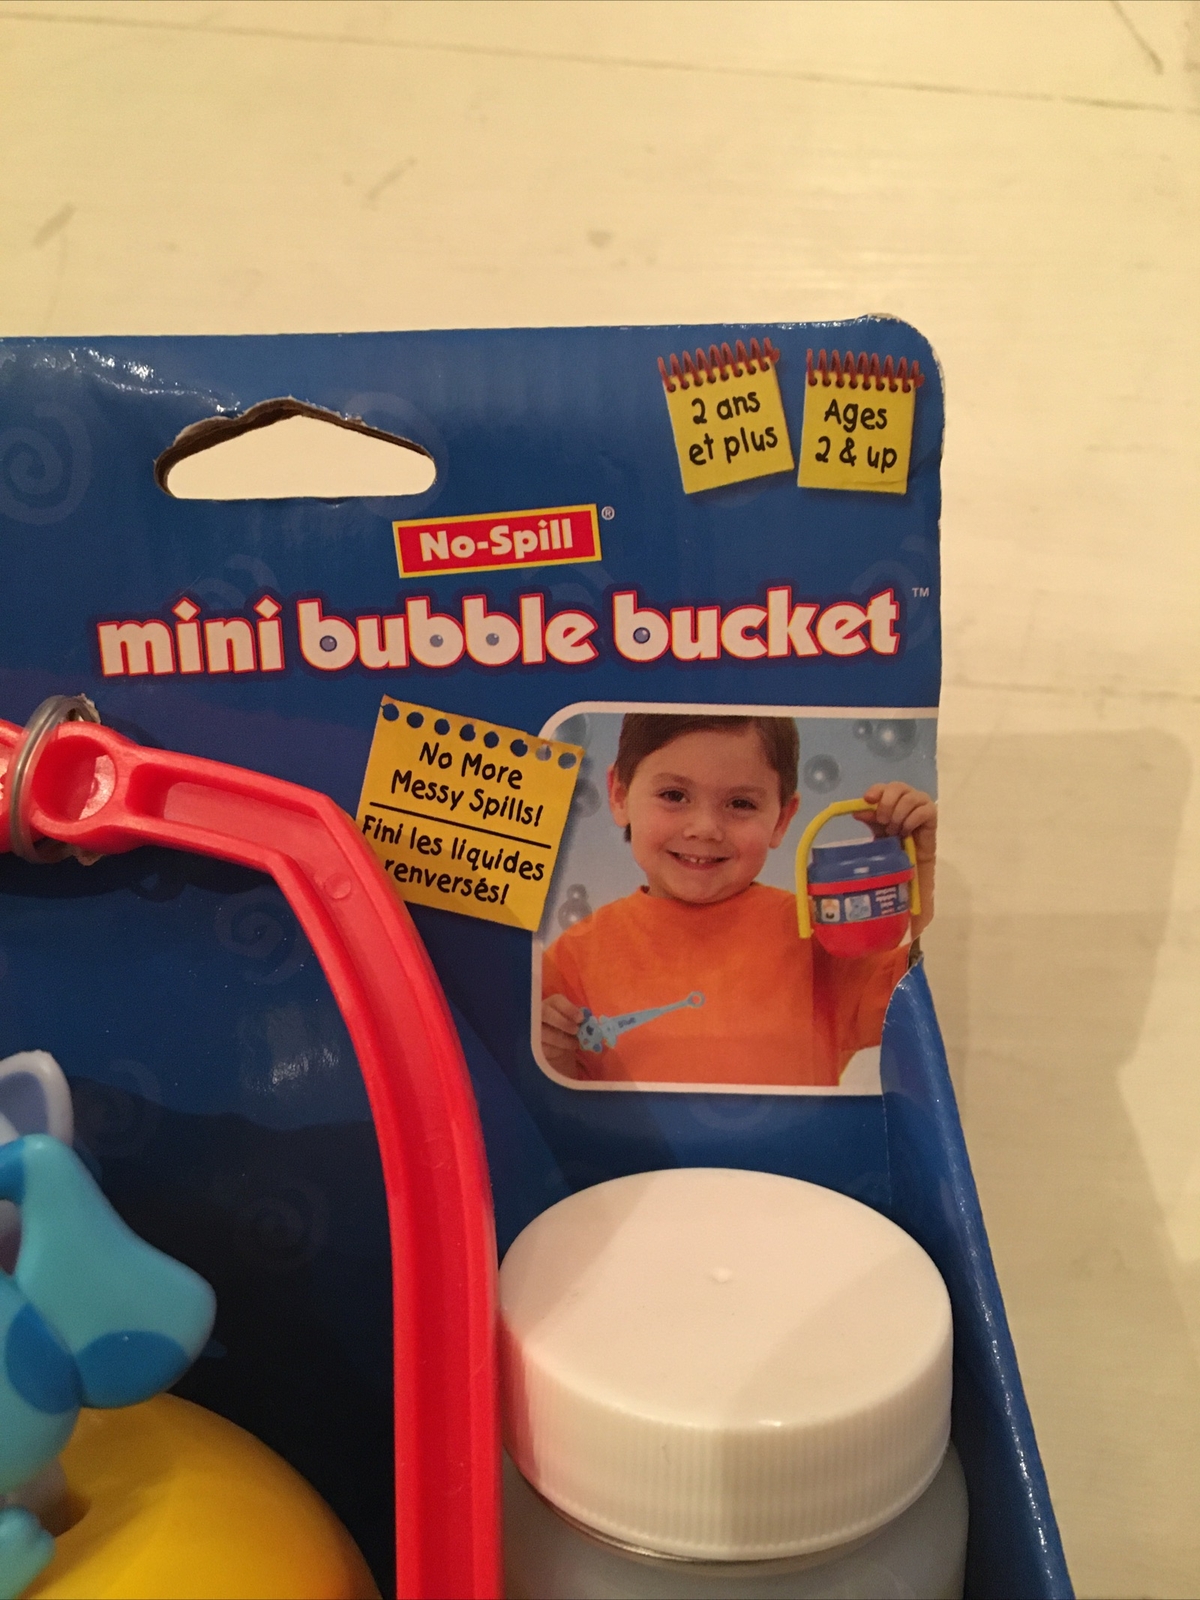 2 ans
et plus
Ages
2 & up
No-Spill®
mini bubble bucket™
No More
Messy Spills!
Fini les liquides
renversés!